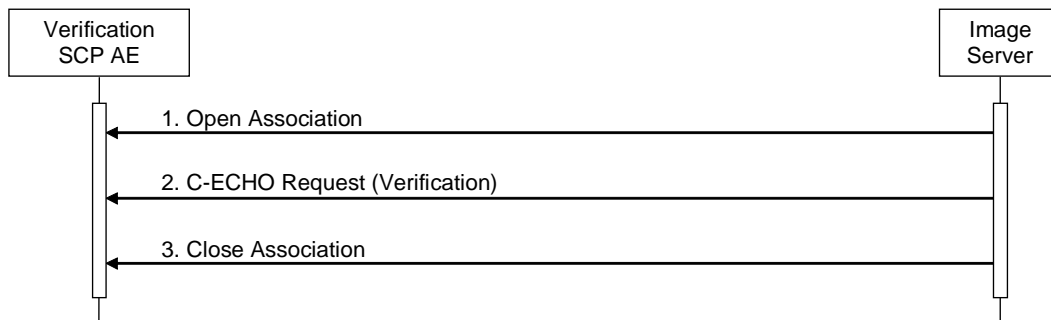 Verification
SCP AE
Image
Server
1. Open Association
2. C-ECHO Request (Verification)
3. Close Association